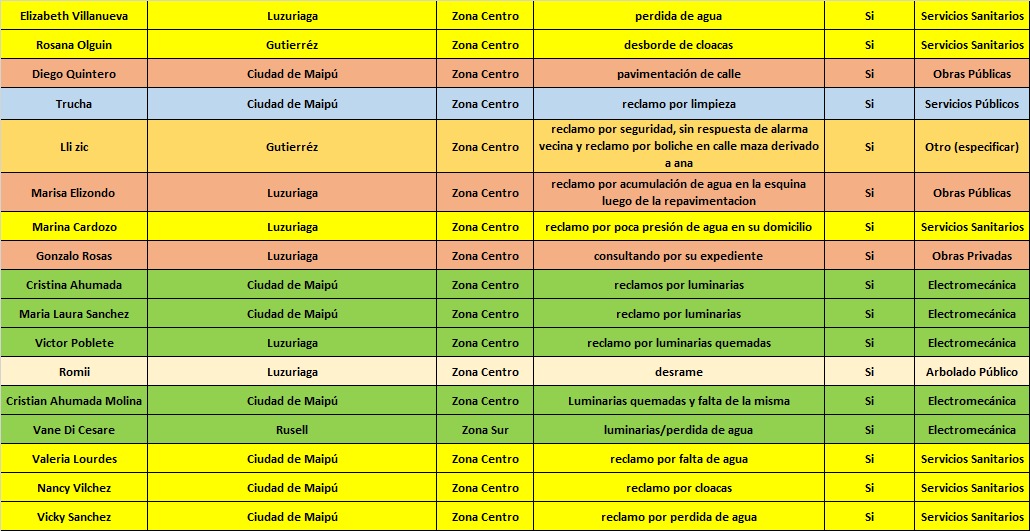 Elizabeth Villanueva Luzuriaga Zona Centro perdida de agua Si Servicios Sanitarios
Rosana Olguin Gutierréz Zona Centro desborde de cloacas Si Servicios Sanitarios
Diego Quintero Ciudad de Maipú Zona Centro pavimentación de calle Si Obras Públicas
Trucha Ciudad de Maipú Zona Centro reclamo por limpieza Si Servicios Públicos
Lli zic Gutierréz Zona Centro reclamo por seguridad, sin respuesta de alarma
vecina y reclamo por boliche en calle maza derivado
a ana Si Otro (especificar)
Marisa Elizondo Luzuriaga Zona Centro reclamo por acumulación de agua en la esquina
luego de la repavimentacion Si Obras Públicas
Marina Cardozo Luzuriaga Zona Centro reclamo por poca presión de agua en su domicilio Si Servicios Sanitarios
Gonzalo Rosas Luzuriaga Zona Centro consultando por su expediente Si Obras Privadas
Cristina Ahumada Ciudad de Maipú Zona Centro reclamos por luminarias Si Electromecánica
Maria Laura Sanchez Ciudad de Maipú Zona Centro reclamo por luminarias Si Electromecánica
Victor Poblete Luzuriaga Zona Centro reclamo por luminarias quemadas Si Electromecánica
Romii Luzuriaga Zona Centro desrame Si Arbolado Público
Cristian Ahumada Molina Ciudad de Maipú Zona Centro Luminarias quemadas y falta de la misma Si Electromecánica
Vane Di Cesare Rusell Zona Sur luminarias/perdida de agua Si Electromecánica
Valeria Lourdes Ciudad de Maipú Zona Centro reclamo por falta de agua Si Servicios Sanitarios
Nancy Vilchez Ciudad de Maipú Zona Centro reclamo por cloacas Si Servicios Sanitarios
Vicky Sanchez Ciudad de Maipú Zona Centro reclamo por perdida de agua Si Servicios Sanitarios